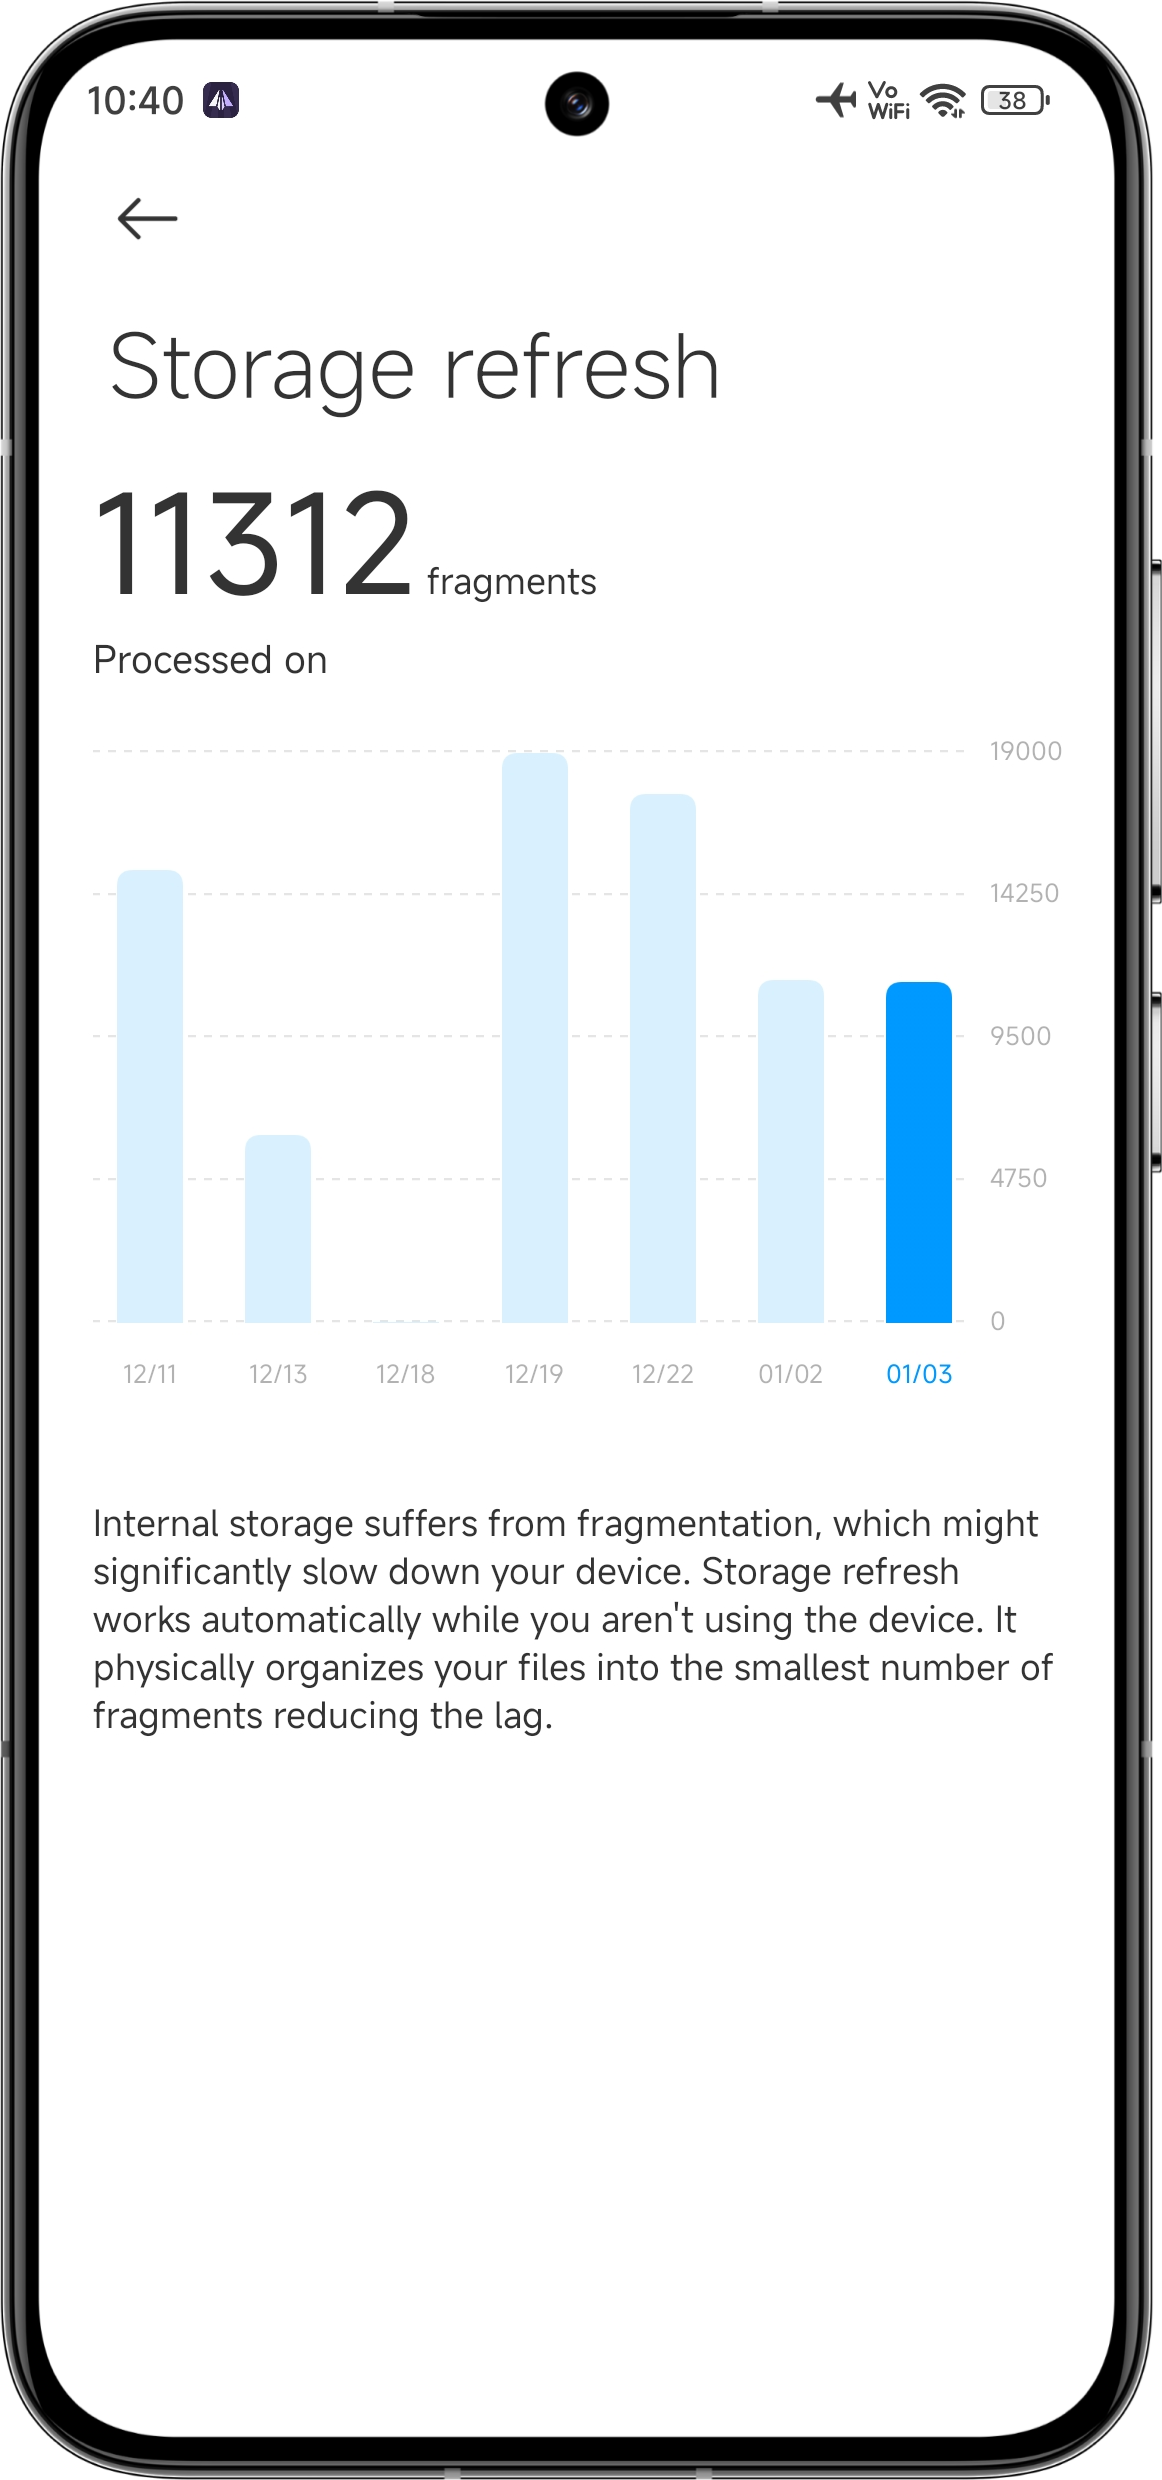 10:40
Vo
WiFi
38
Storage refresh
11312 fragments
Processed on
19000
14250
9500
4750
0
12/11 12/13 12/18 12/19 12/22 01/02 01/03
Internal storage suffers from fragmentation, which might
significantly slow down your device. Storage refresh
works automatically while you aren't using the device. It
physically organizes your files into the smallest number of
fragments reducing the lag.